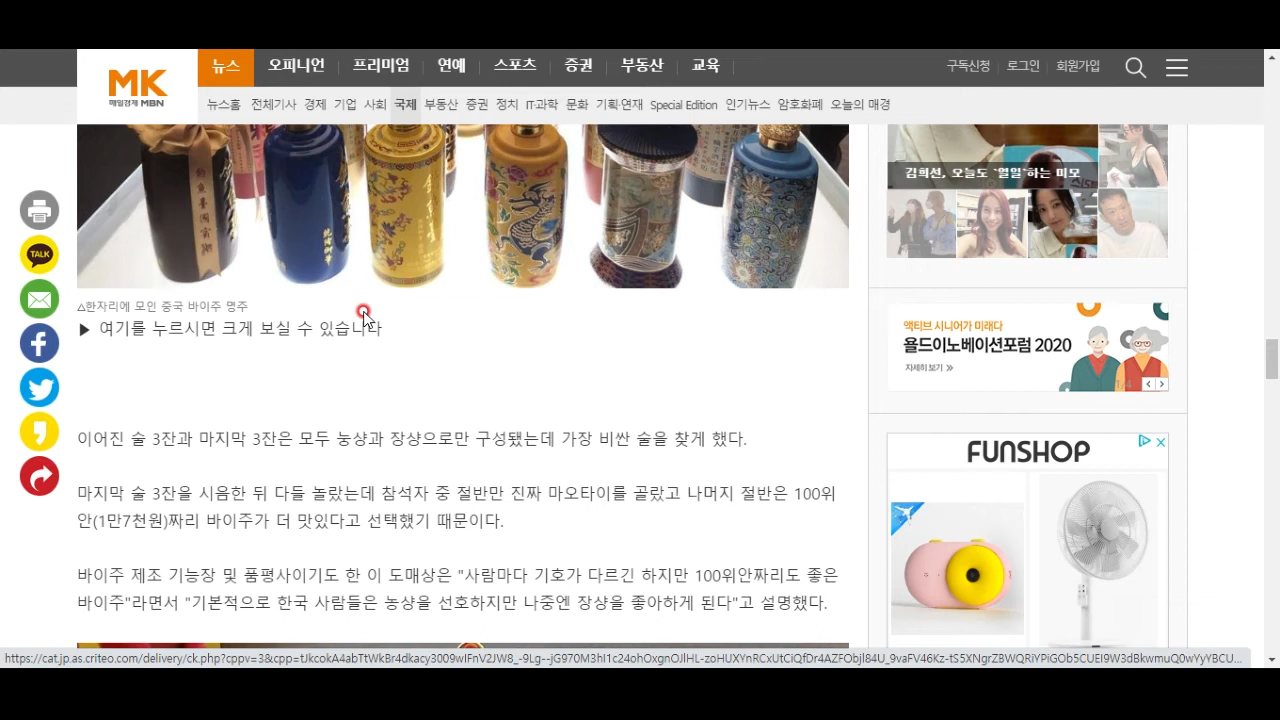 MK
매일경제 MBN
뉴스
오피니언
프리미엄
연예
스포츠
증권
부동산
교육
구독신청
로그인
회원가입
뉴스홈 전체기사 경제 기업 사회 국제 부동산 증권 정치 IT·과학 문화 기획·연재 Special Edition 인기뉴스 암호화폐 오늘의 매경
TALK
△한자리에 모인 중국 바이주 명주
▶ 여기를 누르시면 크게 보실 수 있습니다
이어진 술 3잔과 마지막 3잔은 모두 농샹과 장샹으로만 구성됐는데 가장 비싼 술을 찾게 했다.
마지막 술 3잔을 시음한 뒤 다들 놀랐는데 참석자 중 절반만 진짜 마오타이를 골랐고 나머지 절반은 100위
안(1만7천원)짜리 바이주가 더 맛있다고 선택했기 때문이다.
바이주 제조 기능장 및 품평사이기도 한 이 도매상은 "사람마다 기호가 다르긴 하지만 100위안짜리도 좋은
바이주"라면서 "기본적으로 한국 사람들은 농샹을 선호하지만 나중엔 장샹을 좋아하게 된다"고 설명했다.
김희선, 오늘도 '열일'하는 미모
액티브 시니어가 미래다
욜드이노베이션포럼 2020
자세히 보기 >>
1/4
FUNSHOP